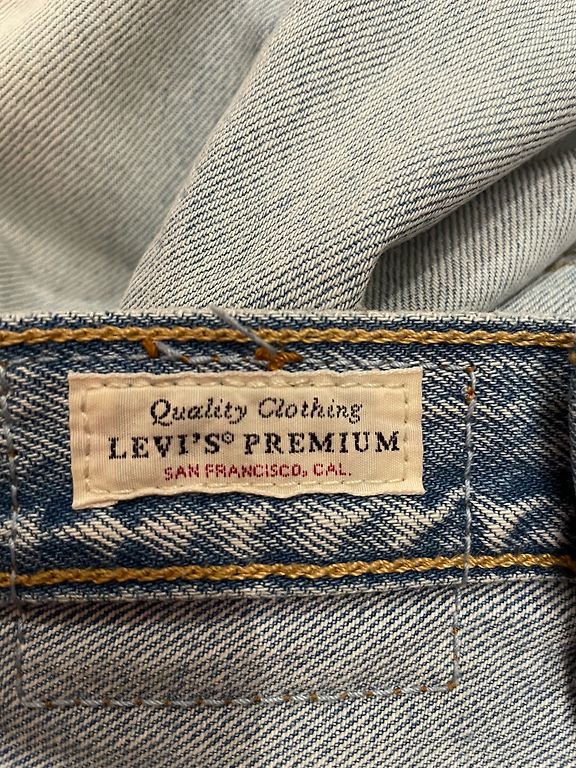 Quality Clothing
LEVI'S® PREMIUM
SAN FRANCISCO, CAL.